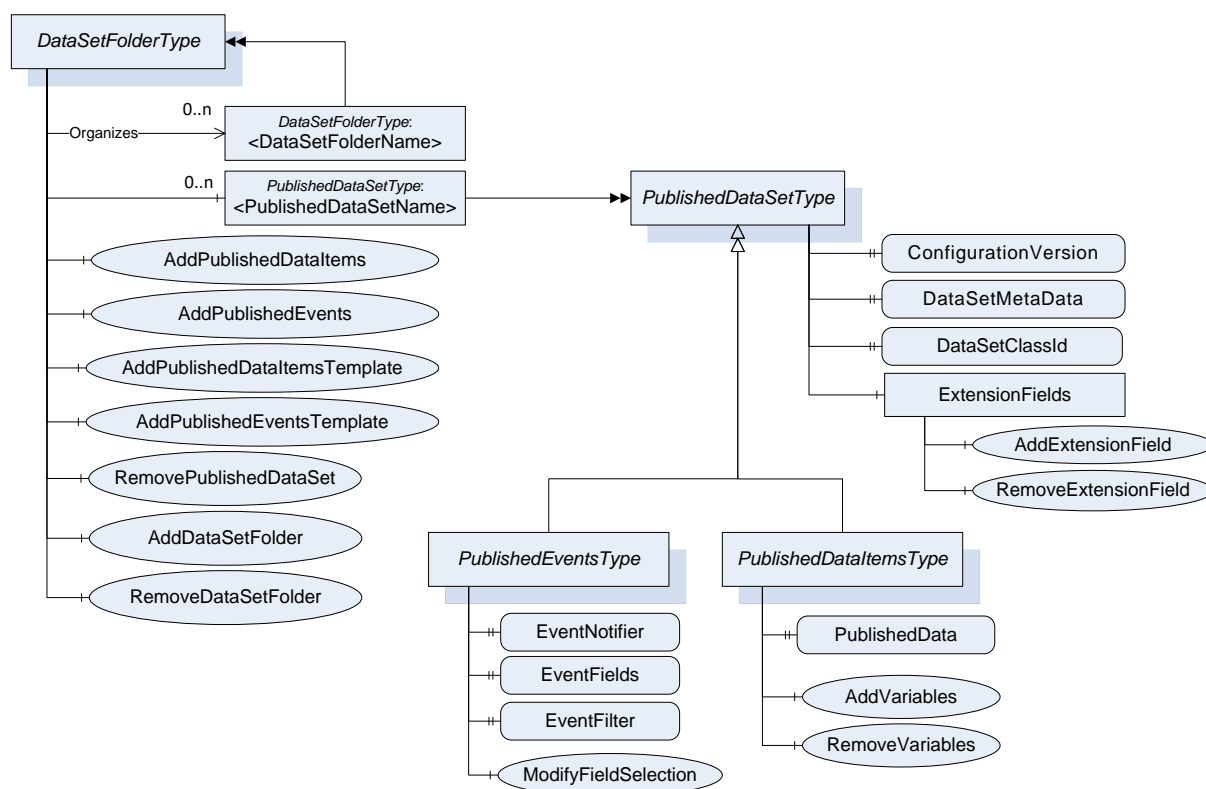 DataSetFolderType
0..n
Organizes
DataSetFolderType:
<DataSetFolderName>
0..n
PublishedDataSetType:
<PublishedDataSetName>
AddPublishedDataItems
AddPublishedEvents
AddPublishedDataItemsTemplate
AddPublishedEventsTemplate
RemovePublishedDataSet
AddDataSetFolder
RemoveDataSetFolder
PublishedDataSetType
ConfigurationVersion
DataSetMetaData
DataSetClassId
ExtensionFields
AddExtensionField
RemoveExtensionField
PublishedEventsType
EventNotifier
EventFields
EventFilter
ModifyFieldSelection
PublishedDataItemsType
PublishedData
AddVariables
RemoveVariables